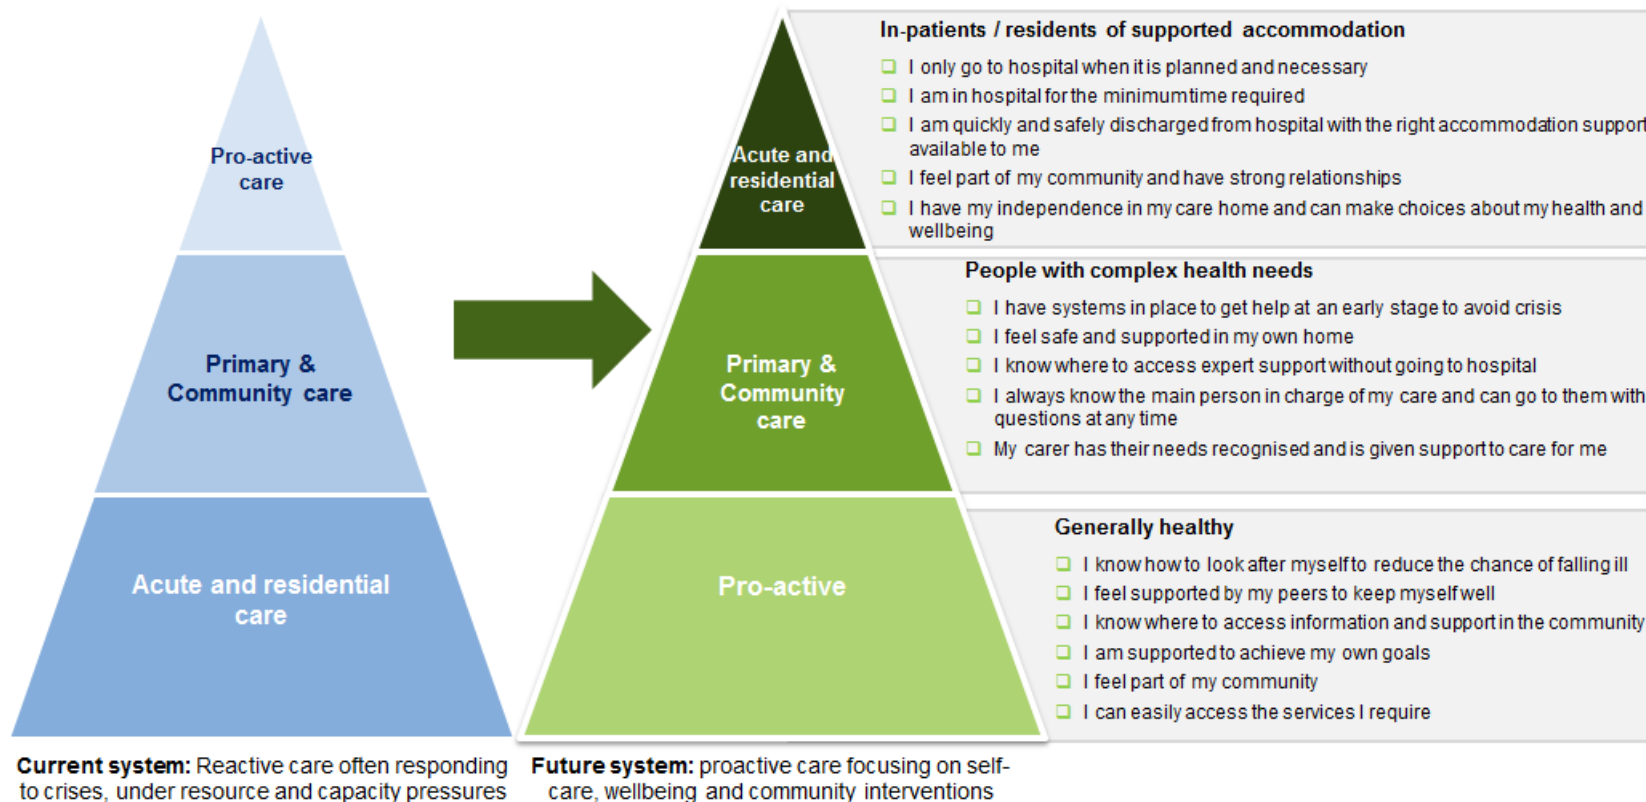 Pro-active
care
Primary &
Community care
Acute and residential
care
Current system: Reactive care often responding
to crises, under resource and capacity pressures
Acute and
residential
care
Primary &
Community
care
Pro-active
Future system: proactive care focusing on self-
care, wellbeing and community interventions
In-patients / residents of supported accommodation
I only go to hospital when it is planned and necessary
I am in hospital for the minimum time required
I am quickly and safely discharged from hospital with the right accommodation support
available to me
I feel part of my community and have strong relationships
I have my independence in my care home and can make choices about my health and
wellbeing
People with complex health needs
I have systems in place to get help at an early stage to avoid crisis
I feel safe and supported in my own home
I know where to access expert support without going to hospital
I always know the main person in charge of my care and can go to them with
questions at any time
My carer has their needs recognised and is given support to care for me
Generally healthy
I know how to look after myself to reduce the chance of falling ill
I feel supported by my peers to keep myself well
I know where to access information and support in the community
I am supported to achieve my own goals
I feel part of my community
I can easily access the services I require